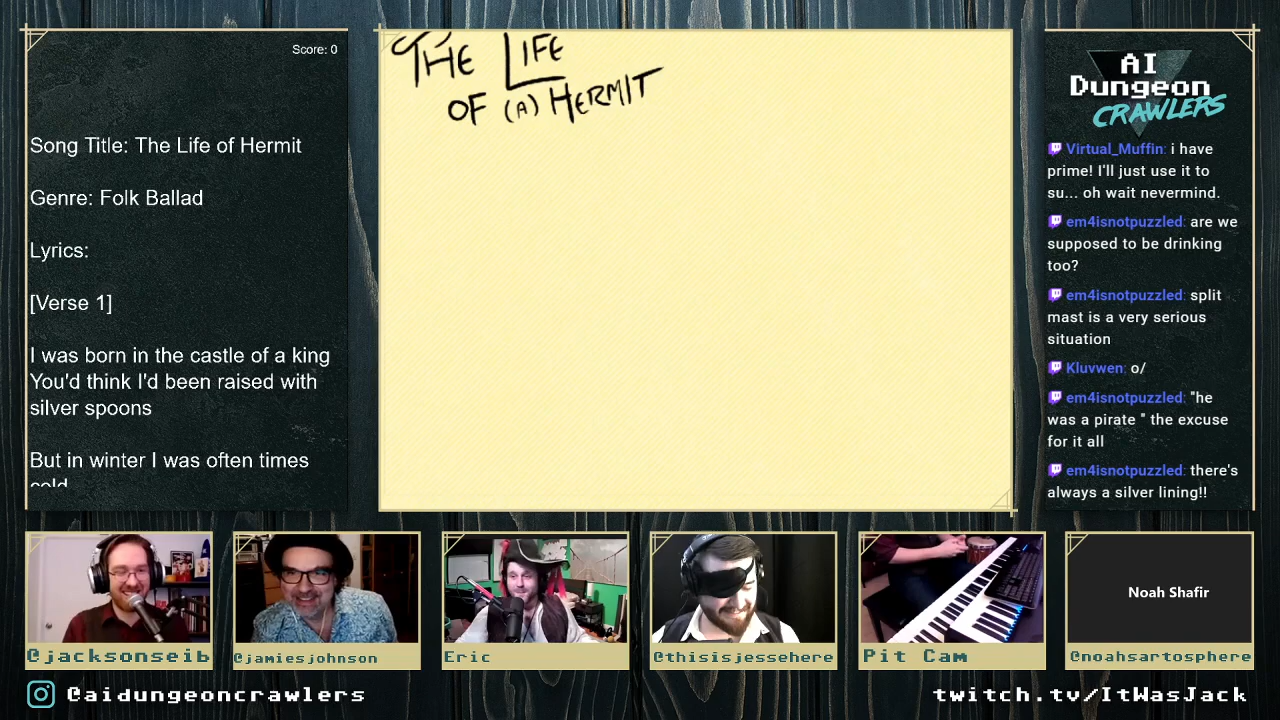 Score: 0
Song Title: The Life of Hermit
Genre: Folk Ballad
Lyrics:
[Verse 1]
I was born in the castle of a king
You'd think I'd been raised with
silver spoons
But in winter I was often times
cold
THE LIFE
OF (A) HERMIT
AI
Dungeon
CRAWLERS
Virtual_Muffin: i have
prime! I'll just use it to
su... oh wait nevermind.
em4isnotpuzzled: are we
supposed to be drinking
too?
em4isnotpuzzled: split
mast is a very serious
situation
Kluvwen: o/
em4isnotpuzzled: "he
was a pirate " the excuse
for it all
em4isnotpuzzled: there's
always a silver lining!!
Noah Shafir
@jacksonseib
@jamiesjohnson
Eric
@thisisjessehere
Pit Cam
@noahsartosphere
@aidungeoncrawlers
twitch.tv/ItWasJack